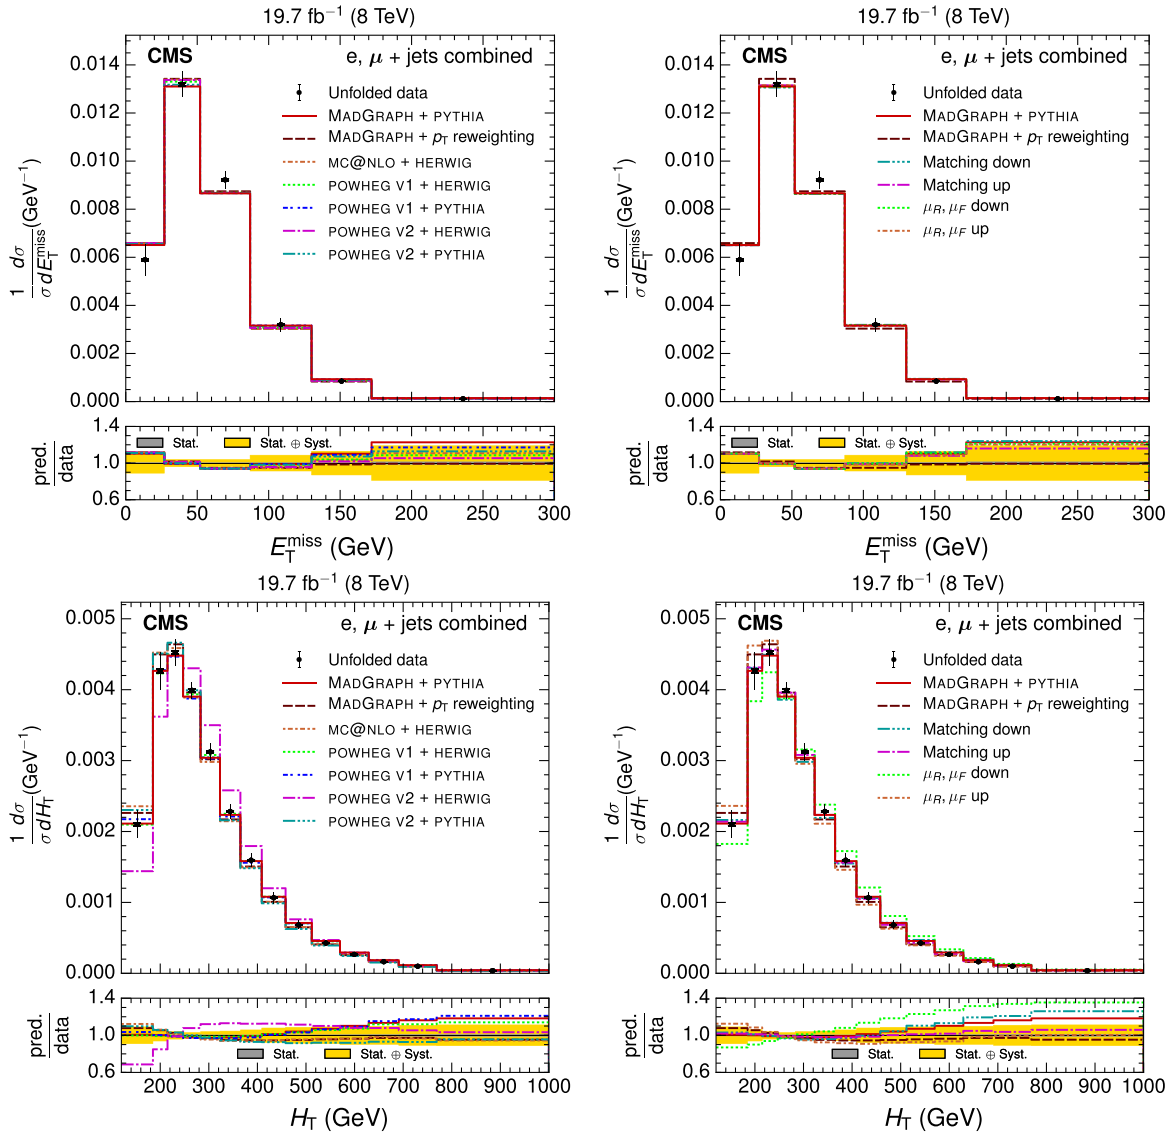 19.7 fb⁻¹ (8 TeV)
CMS
e, μ + jets combined
Unfolded data
MADGRAPH + PYTHIA
MADGRAPH + pT reweighting
MC@NLO + HERWIG
POWHEG V1 + HERWIG
POWHEG V1 + PYTHIA
POWHEG V2 + HERWIG
POWHEG V2 + PYTHIA
1/σ dσ/dE_T^miss (GeV⁻¹)
0.014
0.012
0.010
0.008
0.006
0.004
0.002
0.000
Stat.
Stat. ⊕ Syst.
pred.
data
1.4
1.0
0.6
0 50 100 150 200 250 300
E_T^miss (GeV)
19.7 fb⁻¹ (8 TeV)
CMS
e, μ + jets combined
Unfolded data
MADGRAPH + PYTHIA
MADGRAPH + pT reweighting
Matching down
Matching up
μR, μF down
μR, μF up
1/σ dσ/dE_T^miss (GeV⁻¹)
0.014
0.012
0.010
0.008
0.006
0.004
0.002
0.000
Stat.
Stat. ⊕ Syst.
pred.
data
1.4
1.0
0.6
0 50 100 150 200 250 300
E_T^miss (GeV)
19.7 fb⁻¹ (8 TeV)
CMS
e, μ + jets combined
Unfolded data
MADGRAPH + PYTHIA
MADGRAPH + pT reweighting
MC@NLO + HERWIG
POWHEG V1 + HERWIG
POWHEG V1 + PYTHIA
POWHEG V2 + HERWIG
POWHEG V2 + PYTHIA
1/σ dσ/dH_T (GeV⁻¹)
0.005
0.004
0.003
0.002
0.001
0.000
Stat.
Stat. ⊕ Syst.
pred.
data
1.4
1.0
0.6
200 300 400 500 600 700 800 900 1000
H_T (GeV)
19.7 fb⁻¹ (8 TeV)
CMS
e, μ + jets combined
Unfolded data
MADGRAPH + PYTHIA
MADGRAPH + pT reweighting
Matching down
Matching up
μR, μF down
μR, μF up
1/σ dσ/dH_T (GeV⁻¹)
0.005
0.004
0.003
0.002
0.001
0.000
Stat.
Stat. ⊕ Syst.
pred.
data
1.4
1.0
0.6
200 300 400 500 600 700 800 900 1000
H_T (GeV)